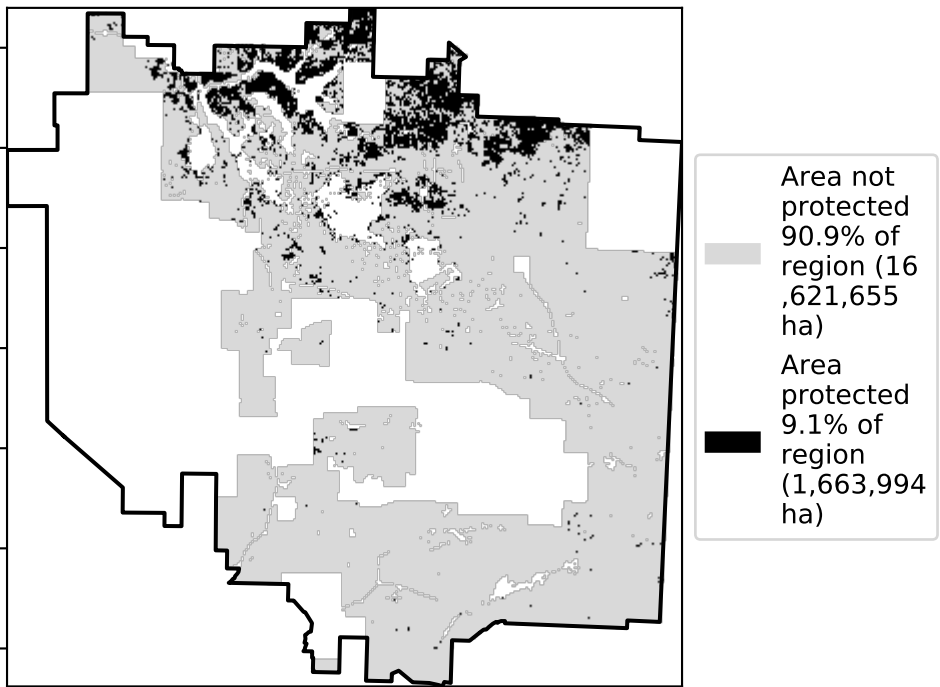 Area not
protected
90.9% of
region (16
,621,655
ha)
Area
protected
9.1% of
region
(1,663,994
ha)